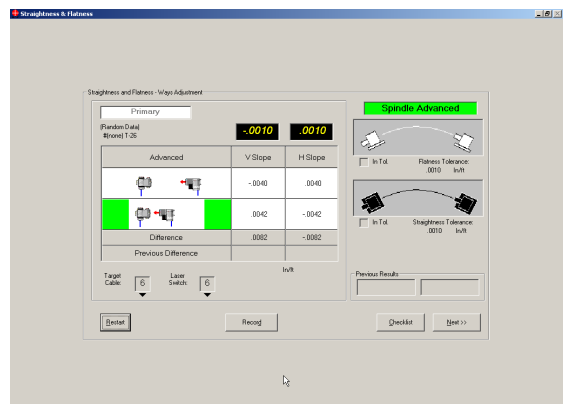 Straightness & Flatness
Straightness and Flatness - Ways Adjustment
Primary
(Random Data)
#(none) T-26
-.0010 .0010
Advanced V Slope H Slope
-.0040 .0040
.0042 -.0042
Difference .0082 -.0082
Previous Difference
In/ft
Target Cable: 6 Laser Switch: 6
Spindle Advanced
In Tol. Flatness Tolerance:
.0010 In/ft
In Tol. Straightness Tolerance:
.0010 In/ft
Previous Results
Restart Record Checklist Next >>